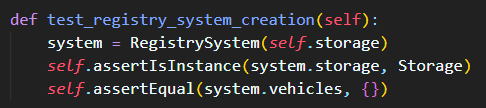 def test_registry_system_creation(self):
    system = RegistrySystem(self.storage)
    self.assertIsInstance(system.storage, Storage)
    self.assertEqual(system.vehicles, {})